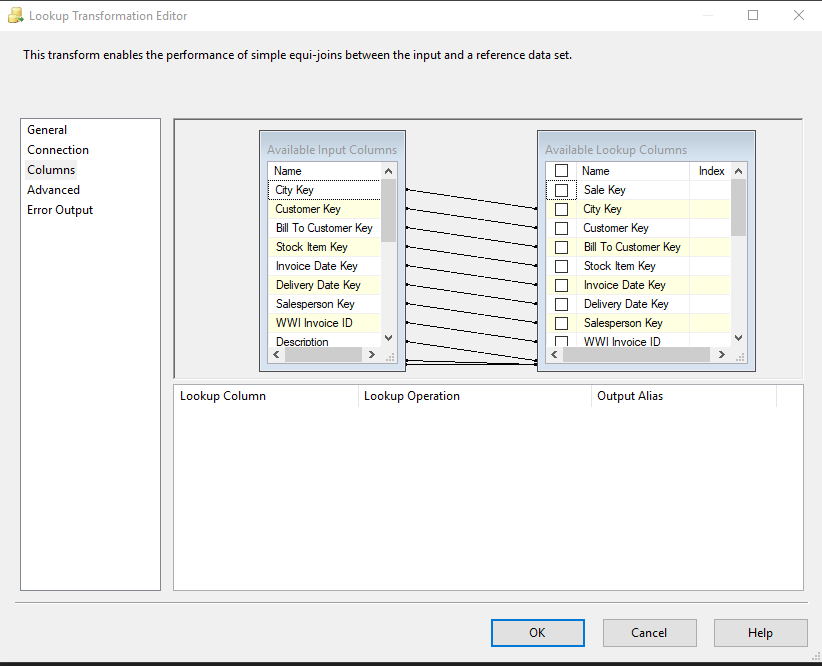 Lookup Transformation Editor
This transform enables the performance of simple equi-joins between the input and a reference data set.
General
Connection
Columns
Advanced
Error Output
Available Input Columns
Name
City Key
Customer Key
Bill To Customer Key
Stock Item Key
Invoice Date Key
Delivery Date Key
Salesperson Key
WWI Invoice ID
Description
Available Lookup Columns
Name Index
Sale Key
City Key
Customer Key
Bill To Customer Key
Stock Item Key
Invoice Date Key
Delivery Date Key
Salesperson Key
WWI Invoice ID
Lookup Column Lookup Operation Output Alias
OK Cancel Help